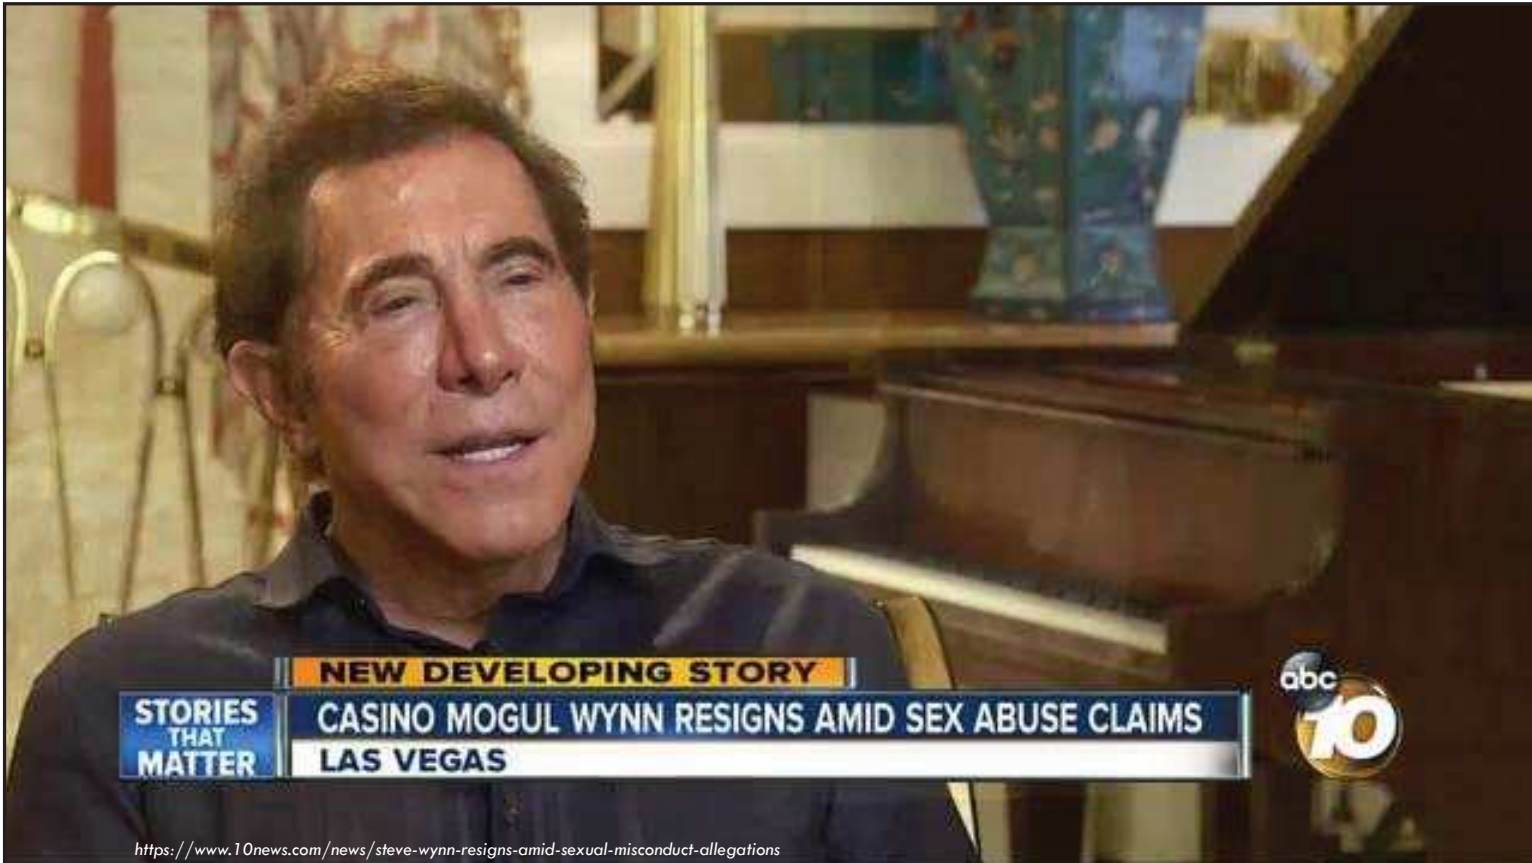 NEW DEVELOPING STORY
STORIES
THAT
MATTER
CASINO MOGUL WYNN RESIGNS AMID SEX ABUSE CLAIMS
LAS VEGAS
abc
10
https://www.10news.com/news/steve-wynn-resigns-amid-sexual-misconduct-allegations